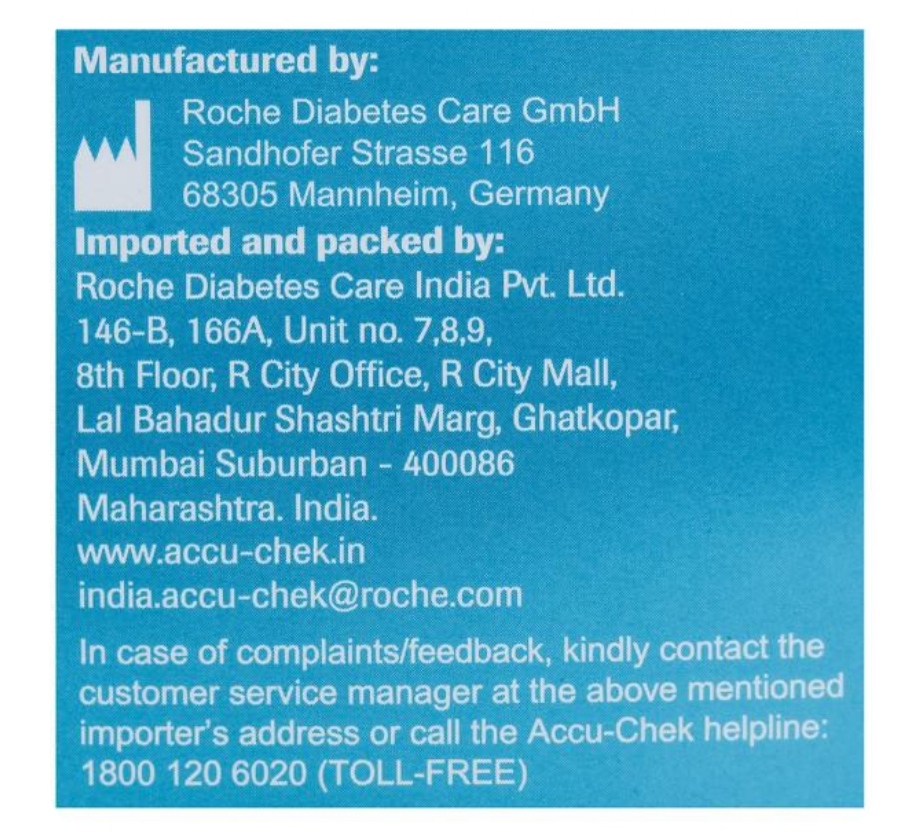 Manufactured by:
Roche Diabetes Care GmbH
Sandhofer Strasse 116
68305 Mannheim, Germany
Imported and packed by:
Roche Diabetes Care India Pvt. Ltd.
146-B, 166A, Unit no. 7,8,9,
8th Floor, R City Office, R City Mall,
Lal Bahadur Shashtri Marg, Ghatkopar,
Mumbai Suburban - 400086
Maharashtra. India.
www.accu-chek.in
india.accu-chek@roche.com
In case of complaints/feedback, kindly contact the
customer service manager at the above mentioned
importer's address or call the Accu-Chek helpline:
1800 120 6020 (TOLL-FREE)